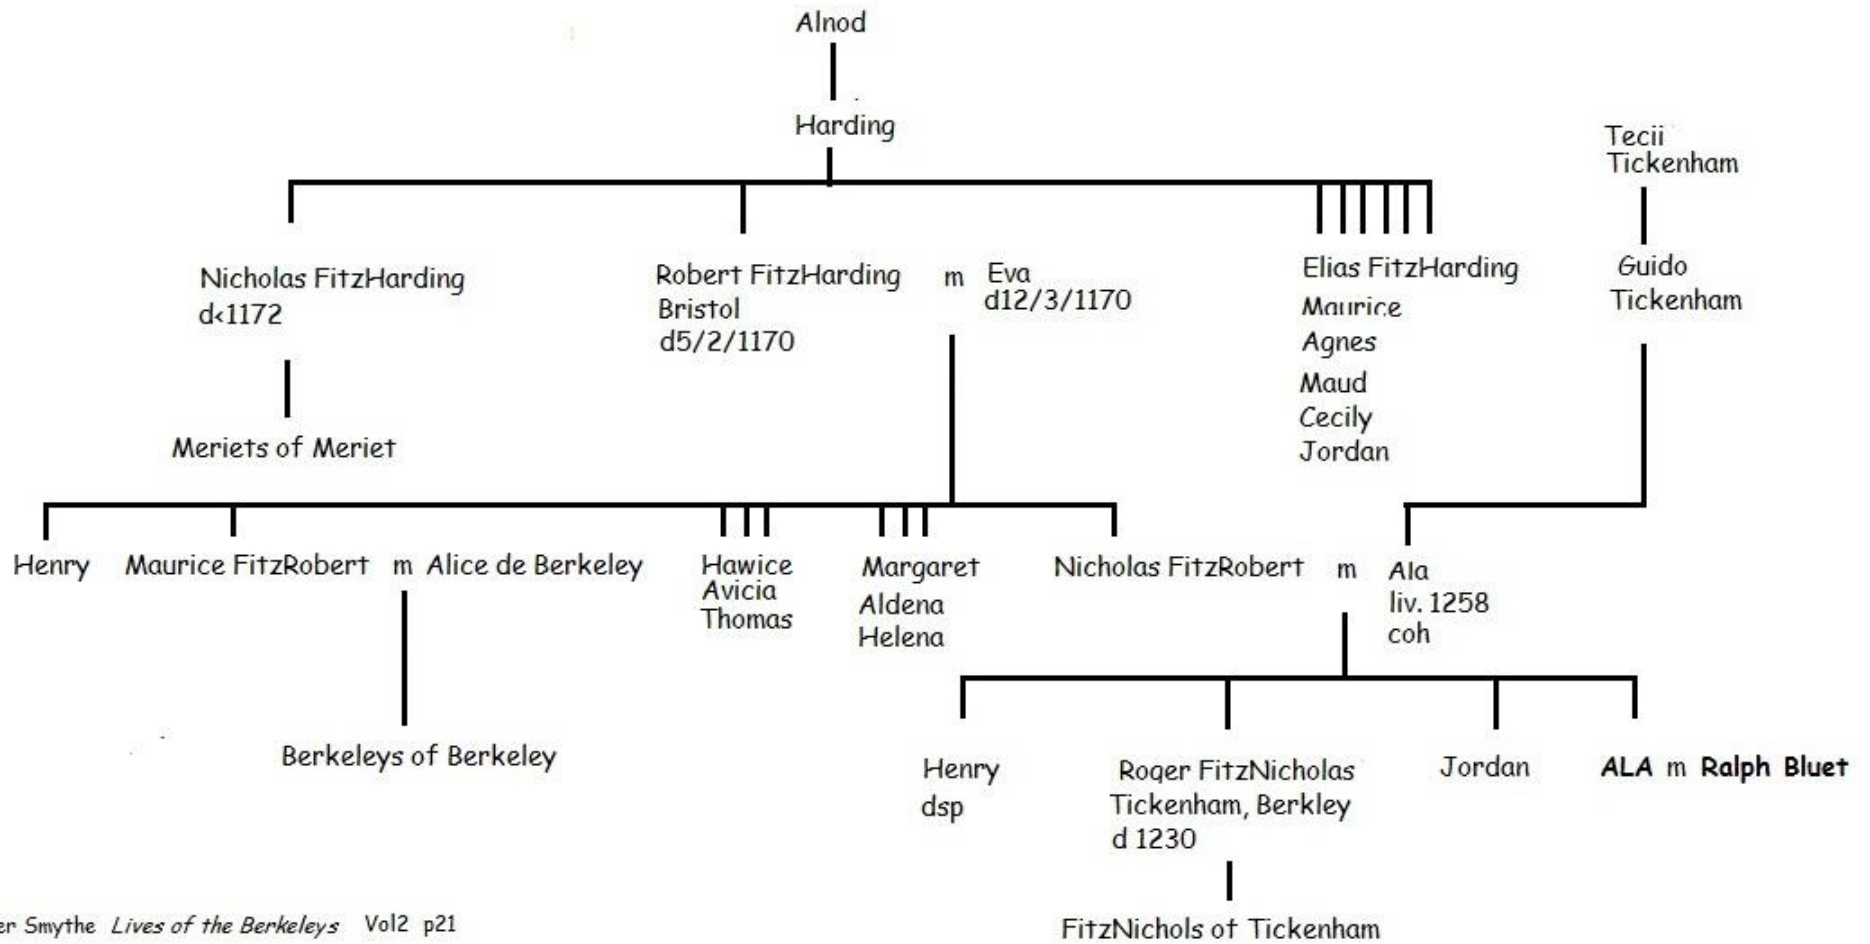 Alnod
Harding
Tecii
Tickenham
Nicholas FitzHarding
d<1172
Robert FitzHarding m Eva
Bristol d12/3/1170
d5/2/1170
Elias FitzHarding
Maurice
Agnes
Maud
Cecily
Jordan
Guido
Tickenham
Meriets of Meriet
Henry
Maurice FitzRobert m Alice de Berkeley
Hawice
Avicia
Thomas
Margaret
Aldena
Helena
Nicholas FitzRobert m Ala
liv. 1258
coh
Berkeleys of Berkeley
Henry
dsp
Roger FitzNicholas
Tickenham, Berkley
d 1230
Jordan
ALA m Ralph Bluet
FitzNichols of Tickenham
er Smythe Lives of the Berkeleys Vol2 p21